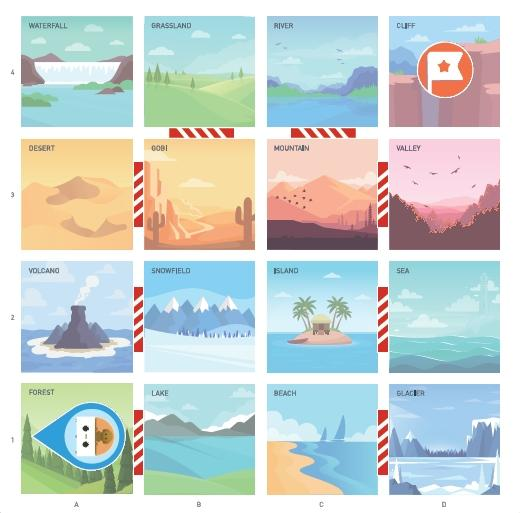 WATERFALL GRASSLAND RIVER CLIFF
4
DESERT GOBI MOUNTAIN VALLEY
3
VOLCANO SNOWFIELD ISLAND SEA
2
FOREST LAKE BEACH GLACIER
1
A B C D